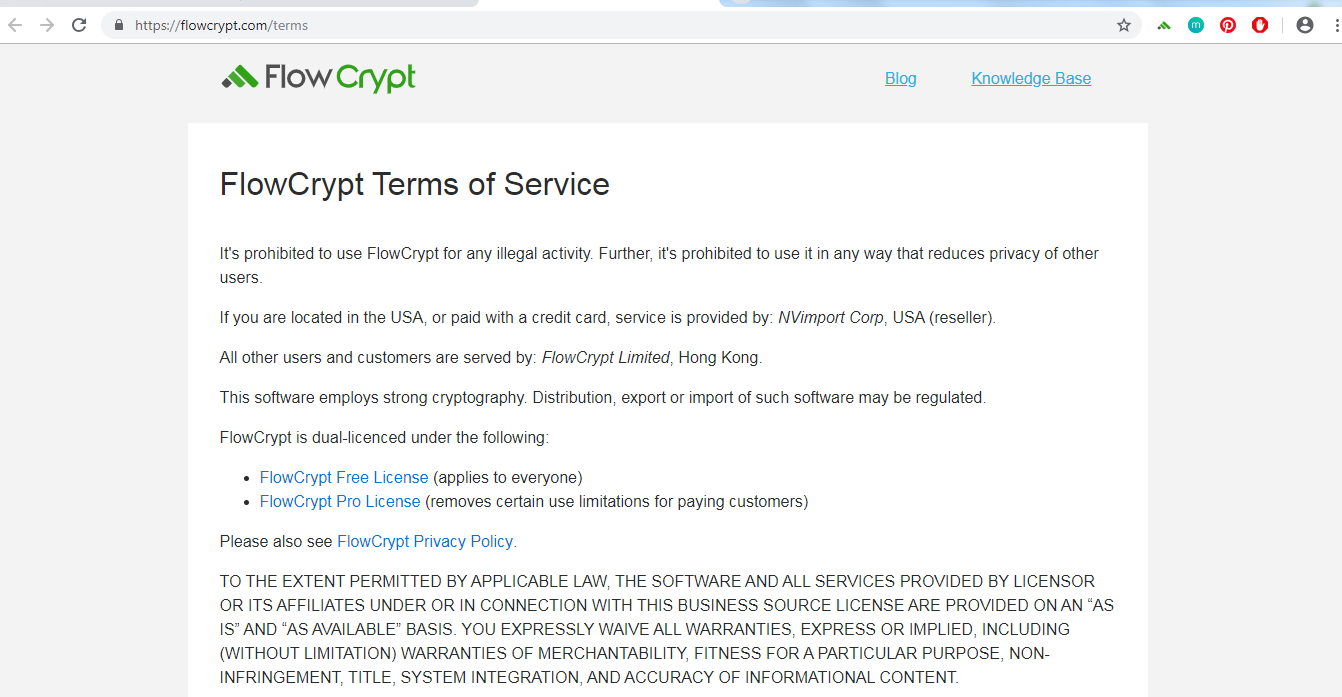 https://flowcrypt.com/terms
m
FlowCrypt
Blog
Knowledge Base
FlowCrypt Terms of Service
It's prohibited to use FlowCrypt for any illegal activity. Further, it's prohibited to use it in any way that reduces privacy of other
users.
If you are located in the USA, or paid with a credit card, service is provided by: NVimport Corp, USA (reseller).
All other users and customers are served by: FlowCrypt Limited, Hong Kong.
This software employs strong cryptography. Distribution, export or import of such software may be regulated.
FlowCrypt is dual-licenced under the following:
• FlowCrypt Free License (applies to everyone)
• FlowCrypt Pro License (removes certain use limitations for paying customers)
Please also see FlowCrypt Privacy Policy.
TO THE EXTENT PERMITTED BY APPLICABLE LAW, THE SOFTWARE AND ALL SERVICES PROVIDED BY LICENSOR
OR ITS AFFILIATES UNDER OR IN CONNECTION WITH THIS BUSINESS SOURCE LICENSE ARE PROVIDED ON AN “AS
IS” AND “AS AVAILABLE” BASIS. YOU EXPRESSLY WAIVE ALL WARRANTIES, EXPRESS OR IMPLIED, INCLUDING
(WITHOUT LIMITATION) WARRANTIES OF MERCHANTABILITY, FITNESS FOR A PARTICULAR PURPOSE, NON-
INFRINGEMENT, TITLE, SYSTEM INTEGRATION, AND ACCURACY OF INFORMATIONAL CONTENT.